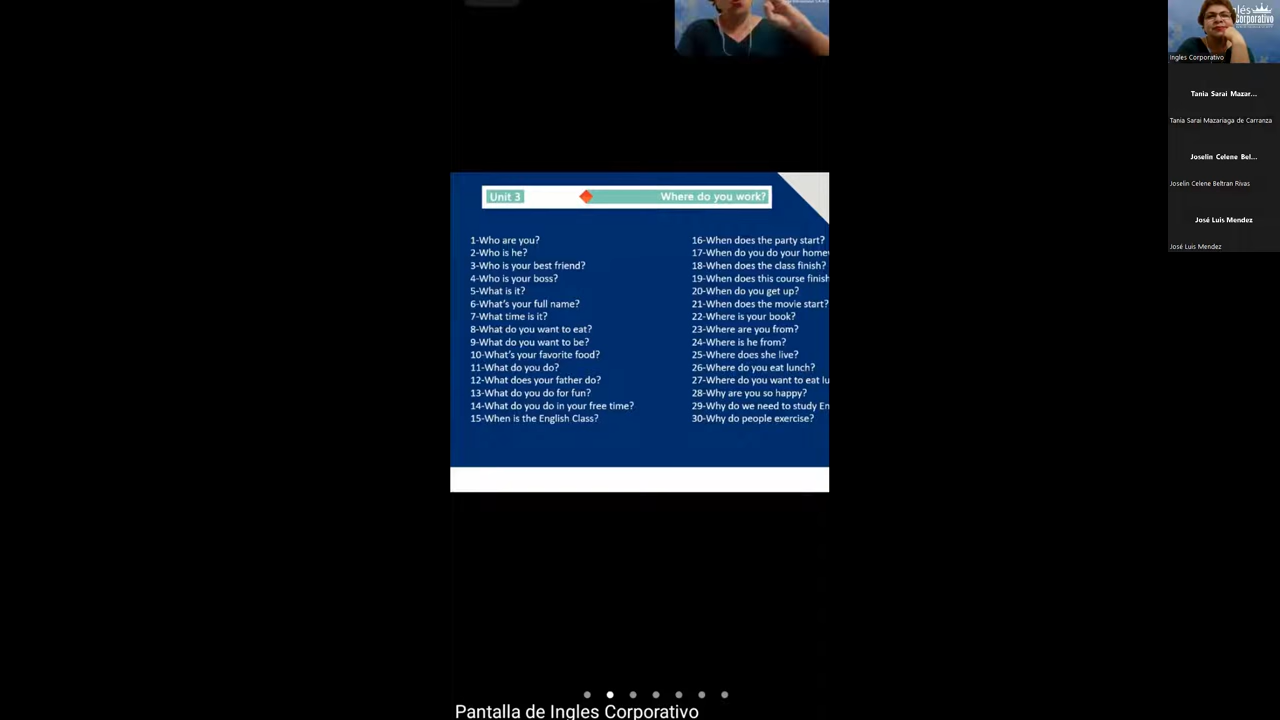 Unit 3
Where do you work?
1-Who are you?
2-Who is he?
3-Who is your best friend?
4-Who is your boss?
5-What is it?
6-What's your full name?
7-What time is it?
8-What do you want to eat?
9-What do you want to be?
10-What's your favorite food?
11-What do you do?
12-What does your father do?
13-What do you do for fun?
14-What do you do in your free time?
15-When is the English Class?
16-When does the party start?
17-When do you do your home
18-When does the class finish?
19-When does this course finish
20-When do you get up?
21-When does the movie start?
22-Where is your book?
23-Where are you from?
24-Where is he from?
25-Where does she live?
26-Where do you eat lunch?
27-Where do you want to eat lu
28-Why are you so happy?
29-Why do we need to study En
30-Why do people exercise?
Pantalla de Ingles Corporativo
glés
Corporativo
Ingles Corporativo
Tania Sarai Mazar...
Tania Sarai Mazariaga de Carranza
Joselin Celene Bel...
Joselin Celene Beltran Rivas
José Luis Mendez
José Luis Mendez